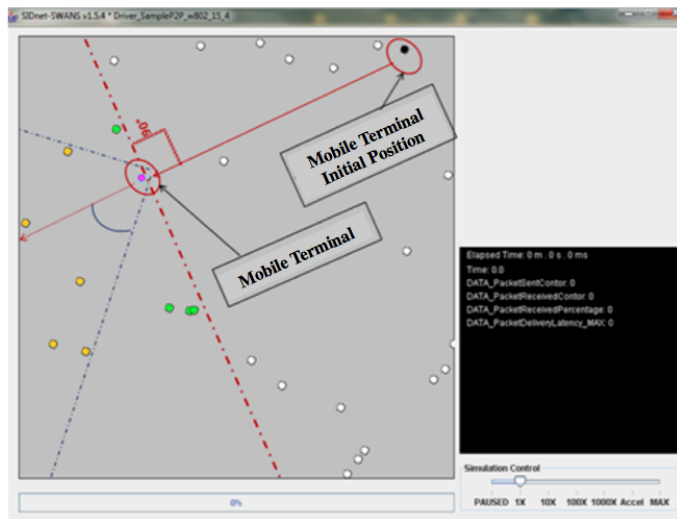 SIDnet-SWANS v1.5.4 * Driver_SampleP2P_w802_15_4
90°
Mobile Terminal
Initial Position
Mobile Terminal
Elapsed Time: 0 m . 0 s . 0 ms
Time: 0.0
DATA_PacketSentContor: 0
DATA_PacketReceivedContor: 0
DATA_PacketReceivedPercentage: 0
DATA_PacketDeliveryLatency_MAX: 0
Simulation Control
PAUSED 1X 10X 100X 1000X Accel MAX
0%